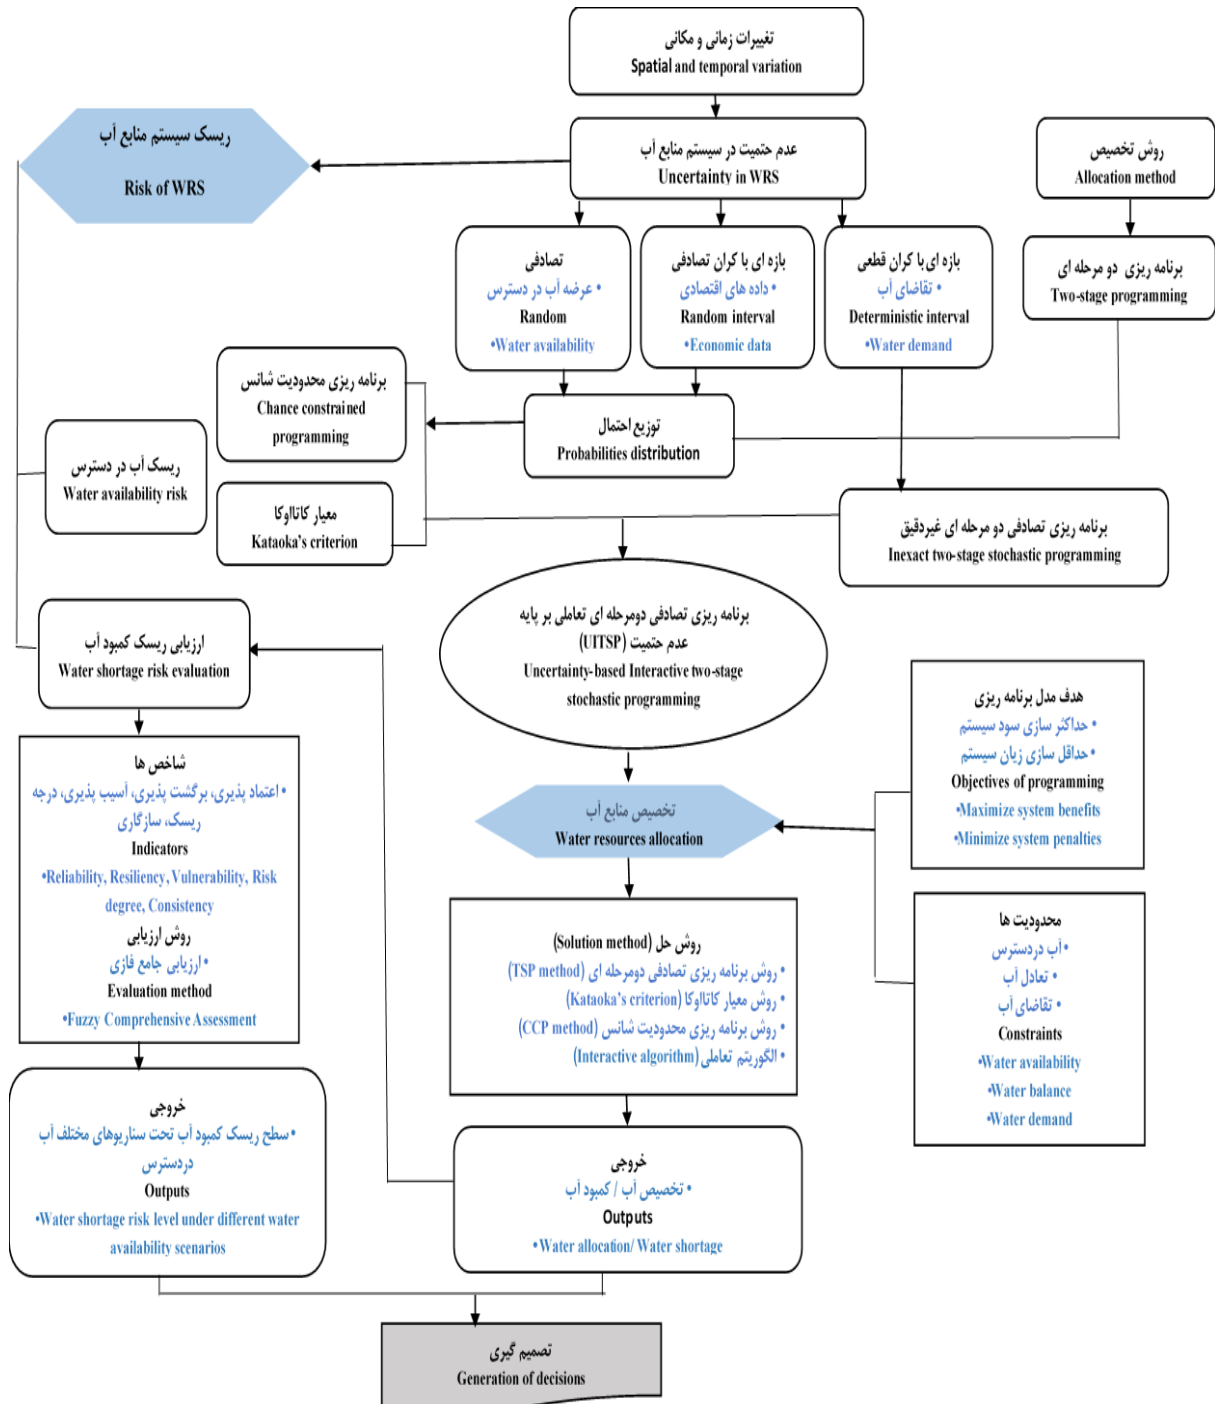 تغییرات زمانی و مکانی
Spatial and temporal variation
ریسک سیستم منابع آب
Risk of WRS
عدم حتمیت در سیستم منابع آب
Uncertainty in WRS
روش تخصیص
Allocation method
تصادفی
• عرضه آب در دسترس
Random
•Water availability
بازه ای با کران تصادفی
• داده های اقتصادی
Random interval
•Economic data
بازه ای با کران قطعی
• تقاضای آب
Deterministic interval
•Water demand
برنامه ریزی دو مرحله ای
Two-stage programming
برنامه ریزی محدودیت شانس
Chance constrained
programming
توزیع احتمال
Probabilities distribution
ریسک آب در دسترس
Water availability risk
معیار کاتااوکا
Kataoka's criterion
برنامه ریزی تصادفی دو مرحله ای غیردقیق
Inexact two-stage stochastic programming
برنامه ریزی تصادفی دومرحله ای تعاملی بر پایه
عدم حتمیت (UITSP)
Uncertainty-based Interactive two-stage
stochastic programming
ارزیابی ریسک کمبود آب
Water shortage risk evaluation
هدف مدل برنامه ریزی
• حداکثر سازی سود سیستم
• حداقل سازی زیان سیستم
Objectives of programming
•Maximize system benefits
•Minimize system penalties
شاخص ها
• اعتماد پذیری، برگشت پذیری، آسیب پذیری، درجه
ریسک، سازگاری
Indicators
•Reliability, Resiliency, Vulnerability, Risk
degree, Consistency
روش ارزیابی
• ارزیابی جامع فازی
Evaluation method
•Fuzzy Comprehensive Assessment
تخصیص منابع آب
Water resources allocation
محدودیت ها
• آب دردسترس
• تعادل آب
• تقاضای آب
Constraints
•Water availability
•Water balance
•Water demand
روش حل (Solution method)
• روش برنامه ریزی تصادفی دومرحله ای (TSP method)
• روش معیار کاتااوکا (Kataoka's criterion)
• روش برنامه ریزی محدودیت شانس (CCP method)
• الگوریتم تعاملی (Interactive algorithm)
خروجی
• سطح ریسک کمبود آب تحت سناریوهای مختلف آب
دردسترس
Outputs
•Water shortage risk level under different water
availability scenarios
خروجی
• تخصیص آب / کمبود آب
Outputs
• Water allocation/ Water shortage
تصمیم گیری
Generation of decisions